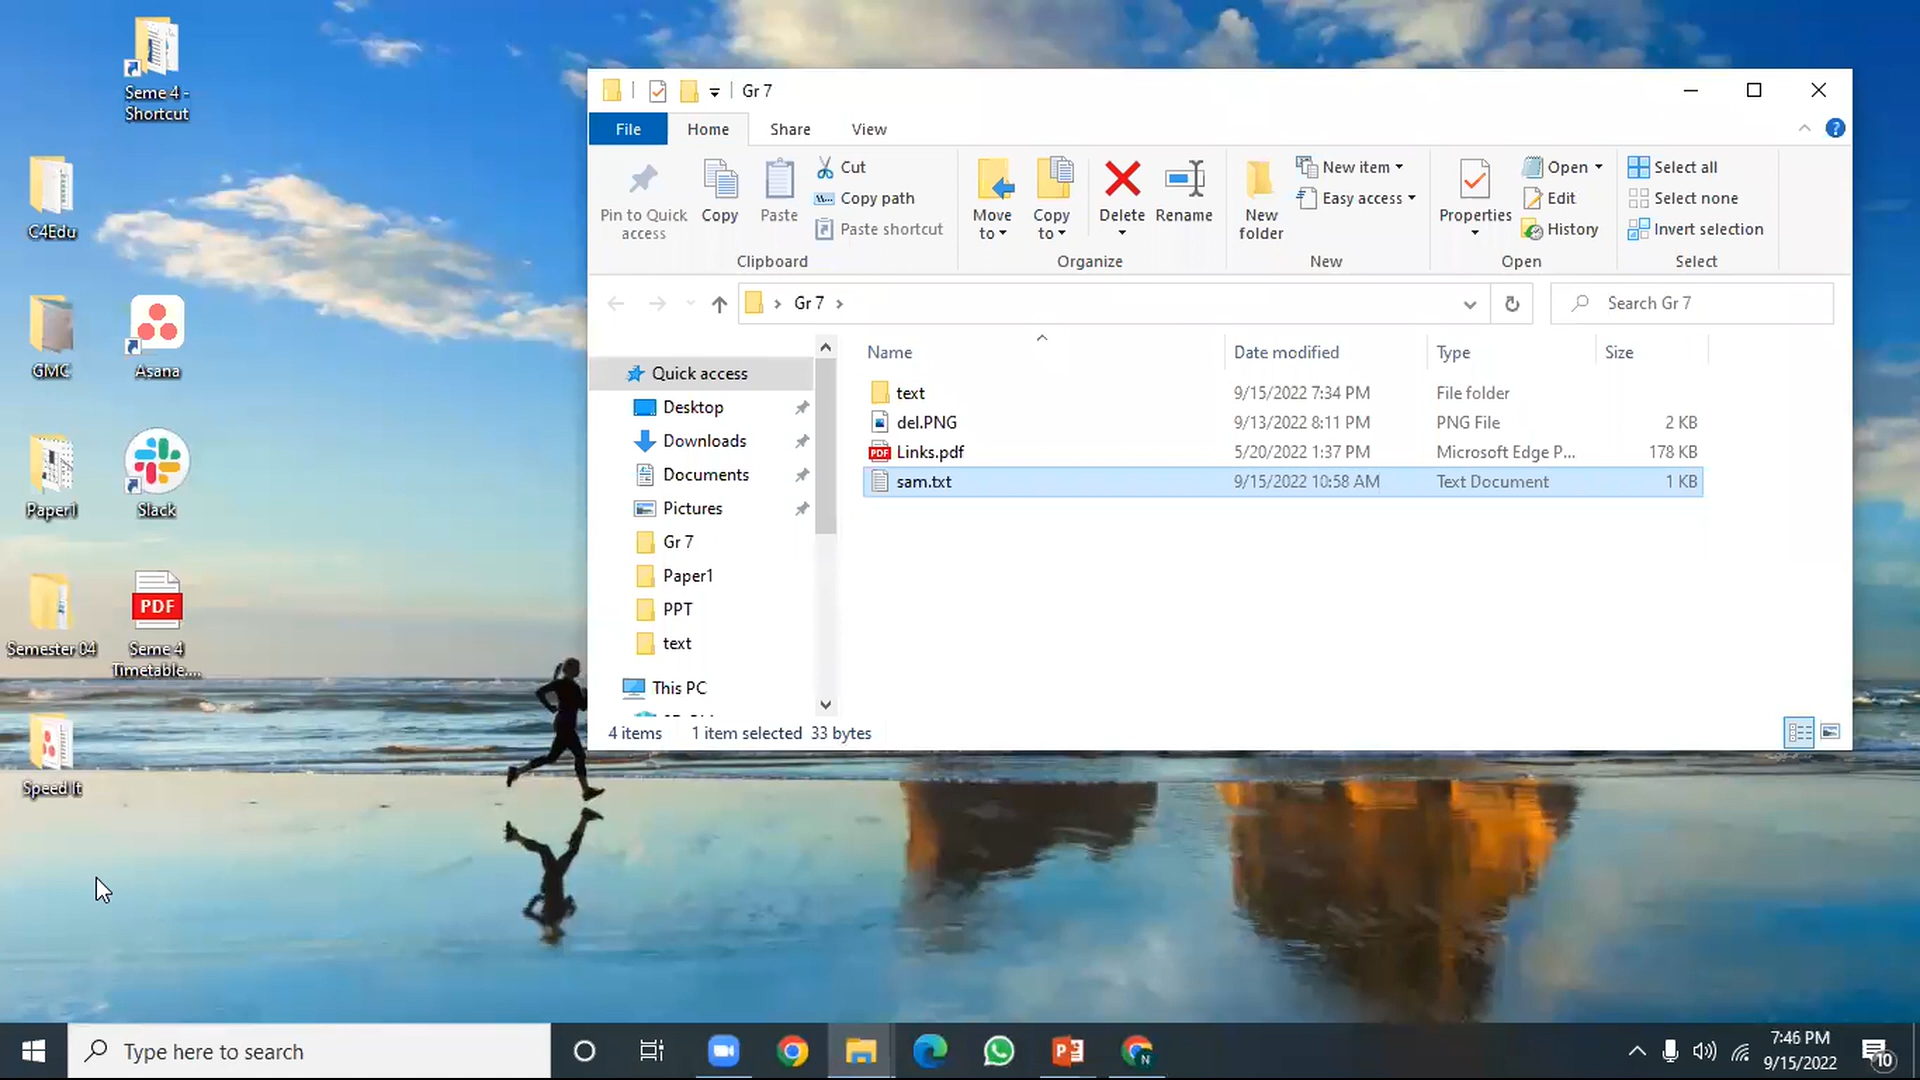 Seme 4 -
Shortcut
C4Edu
GMC
Asana
Paper1
Slack
Semester 04
PDF
Seme 4
Timetable....
Speed It
Gr 7
File
Home
Share
View
Pin to Quick
access
Copy
Paste
Cut
Copy path
Paste shortcut
Clipboard
Move
to
Copy
to
Delete
Rename
Organize
New
folder
New item
Easy access
New
Properties
Open
Edit
History
Open
Select all
Select none
Invert selection
Select
Gr 7
Search Gr 7
Quick access
Desktop
Downloads
Documents
Pictures
Gr 7
Paper1
PPT
text
This PC
Name Date modified Type Size
text 9/15/2022 7:34 PM File folder
del.PNG 9/13/2022 8:11 PM PNG File 2 KB
PDF Links.pdf 5/20/2022 1:37 PM Microsoft Edge P... 178 KB
sam.txt 9/15/2022 10:58 AM Text Document 1 KB
4 items 1 item selected 33 bytes
Type here to search
N
7:46 PM
9/15/2022
10